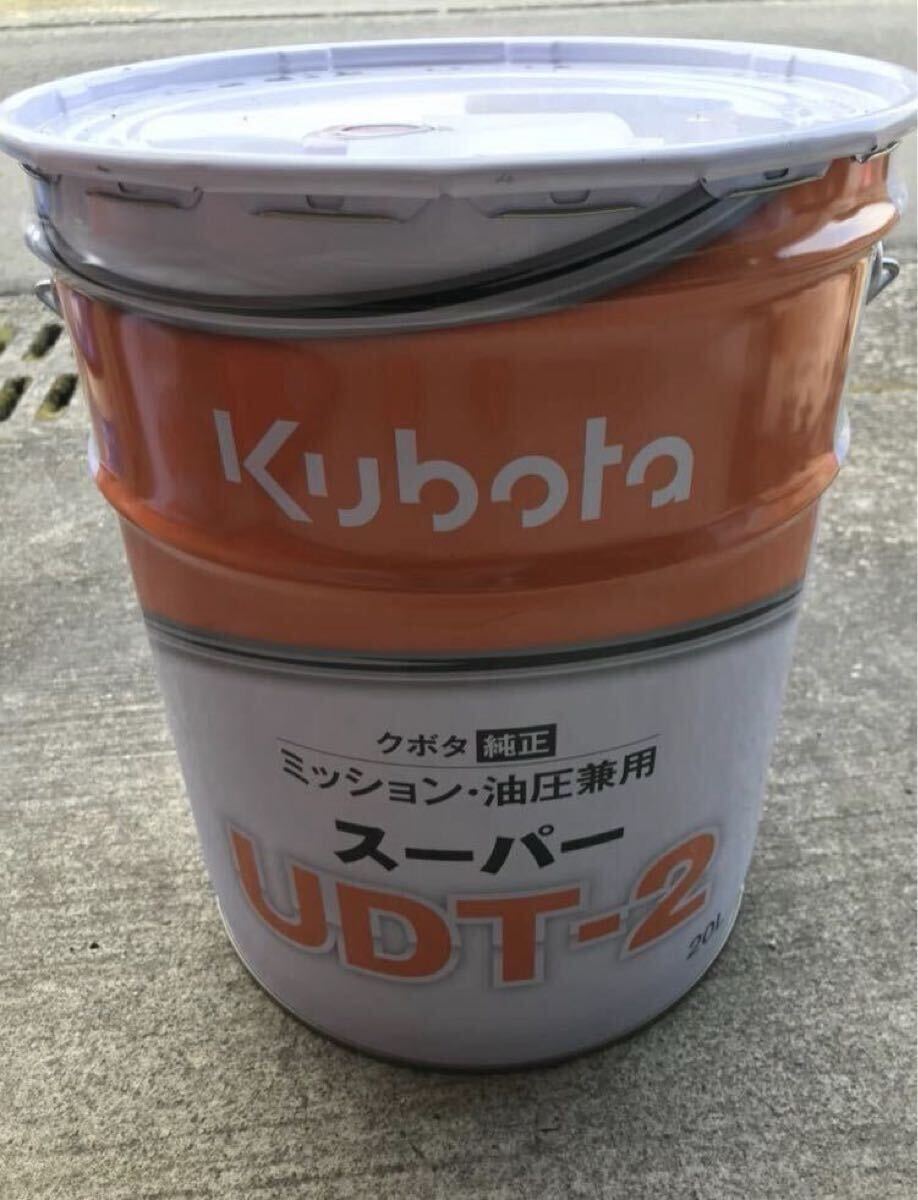 Kubota
クボタ純正
ミッション・油圧兼用
スーパー
UDT-2
20L